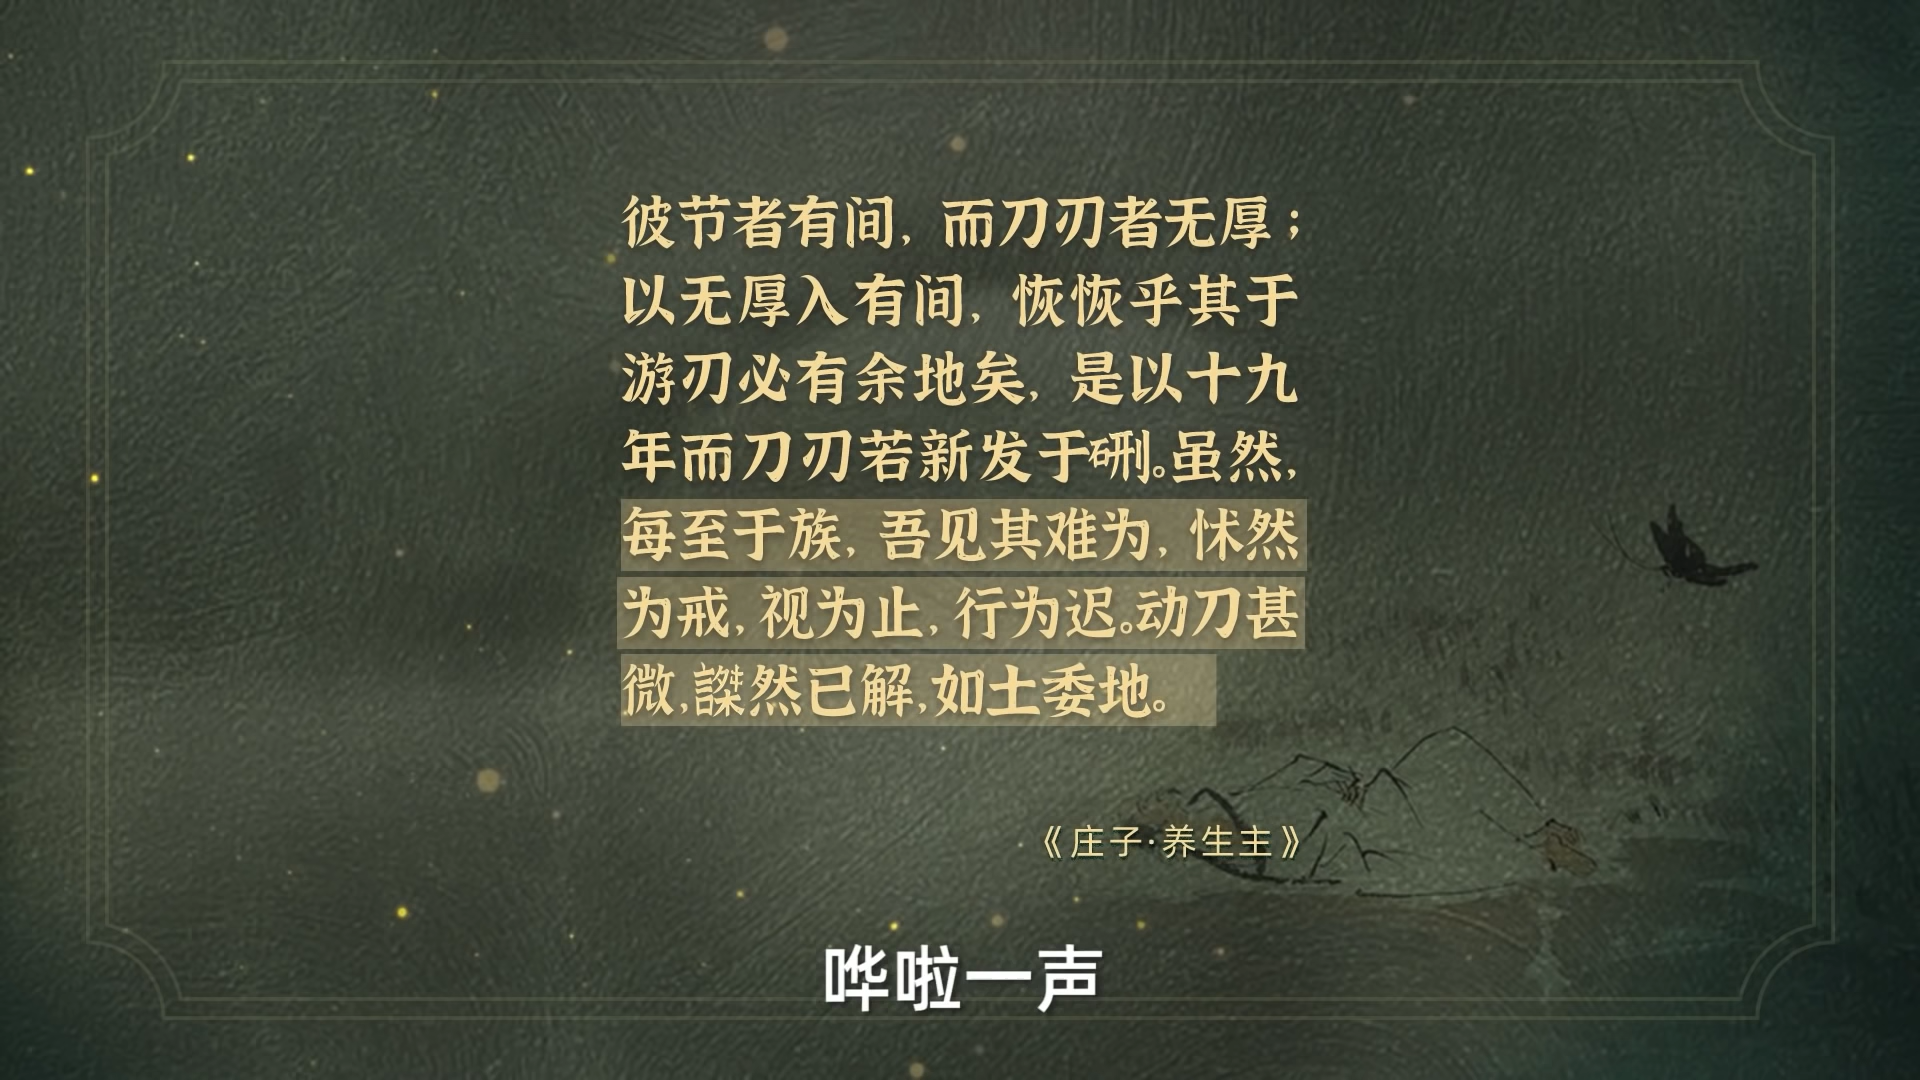 彼节者有间，而刀刃者无厚；
以无厚入有间，恢恢乎其于
游刃必有余地矣，是以十九
年而刀刃若新发于硎。虽然，
每至于族，吾见其难为，怵然
为戒，视为止，行为迟。动刀甚
微，謋然已解，如土委地。
《庄子·养生主》
哗啦一声